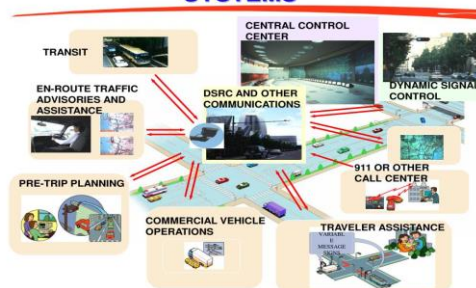 SYSTEMS
CENTRAL CONTROL
CENTER
TRANSIT
EN-ROUTE TRAFFIC
ADVISORIES AND
ASSISTANCE
DSRC AND OTHER
COMMUNICATIONS
DYNAMIC SIGNAL
CONTROL
PRE-TRIP PLANNING
911 OR OTHER
CALL CENTER
COMMERCIAL VEHICLE
OPERATIONS
TRAVELER ASSISTANCE
VARIABL
E
MESSAGE
SIGNS